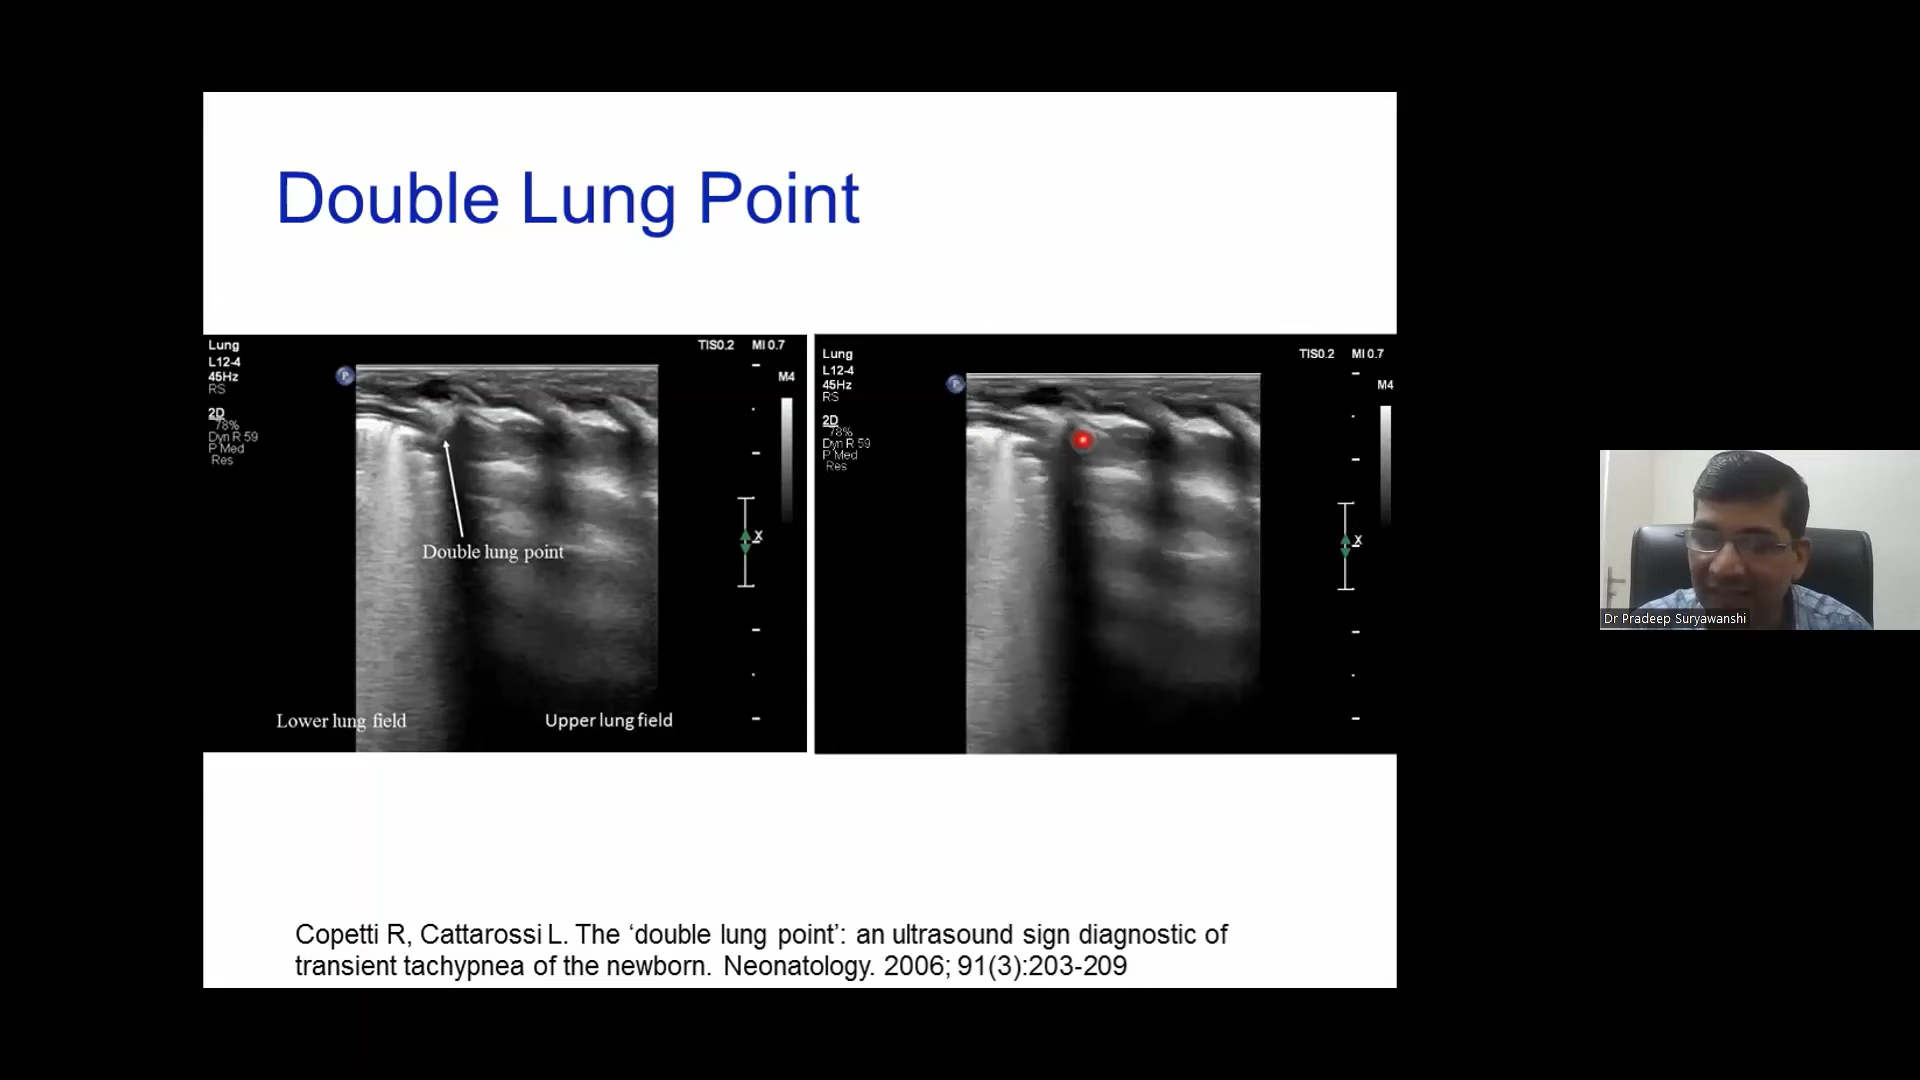 Double Lung Point
Lung
L12-4
45Hz
RS
2D
78%
Dyn R 59
P Med
Res
TIS0.2 MI 0.7
M4
P
X
Double lung point
Lower lung field
Upper lung field
Lung
L12-4
45Hz
RS
2D
78%
Dyn R 59
P Med
Res
TIS0.2 MI 0.7
M4
P
X
Dr Pradeep Suryawanshi
Copetti R, Cattarossi L. The ‘double lung point’: an ultrasound sign diagnostic of
transient tachypnea of the newborn. Neonatology. 2006; 91(3):203-209